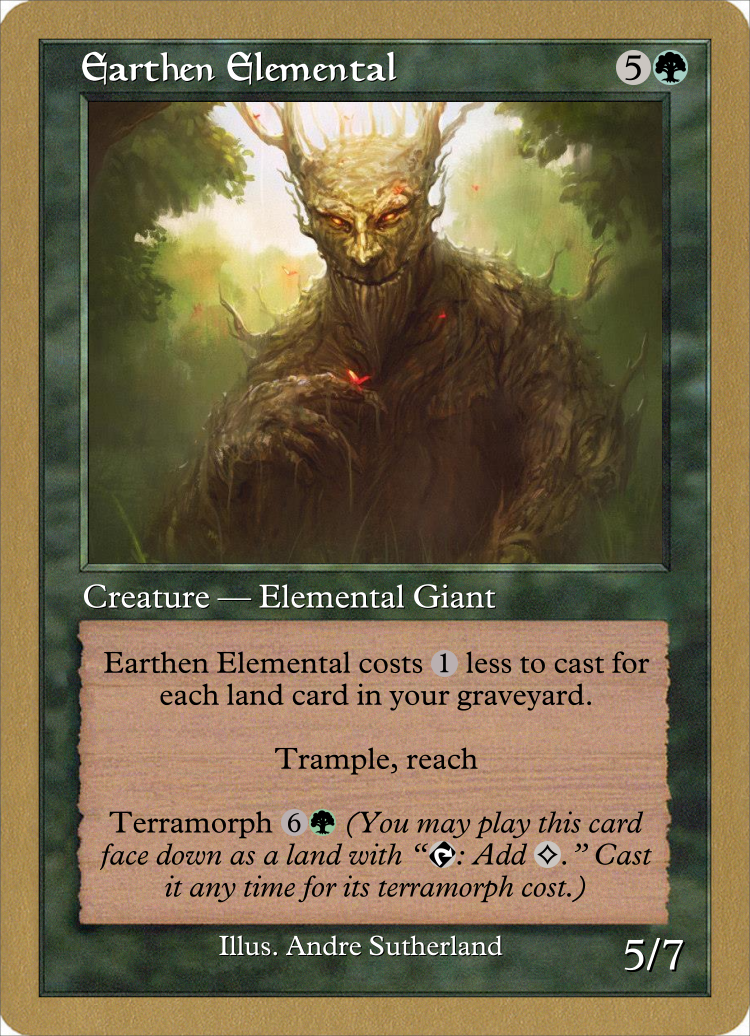 Earthen Elemental 5
Creature — Elemental Giant
Earthen Elemental costs 1 less to cast for
each land card in your graveyard.
Trample, reach
Terramorph 6 (You may play this card
face down as a land with “: Add .” Cast
it any time for its terramorph cost.)
Illus. Andre Sutherland
5/7